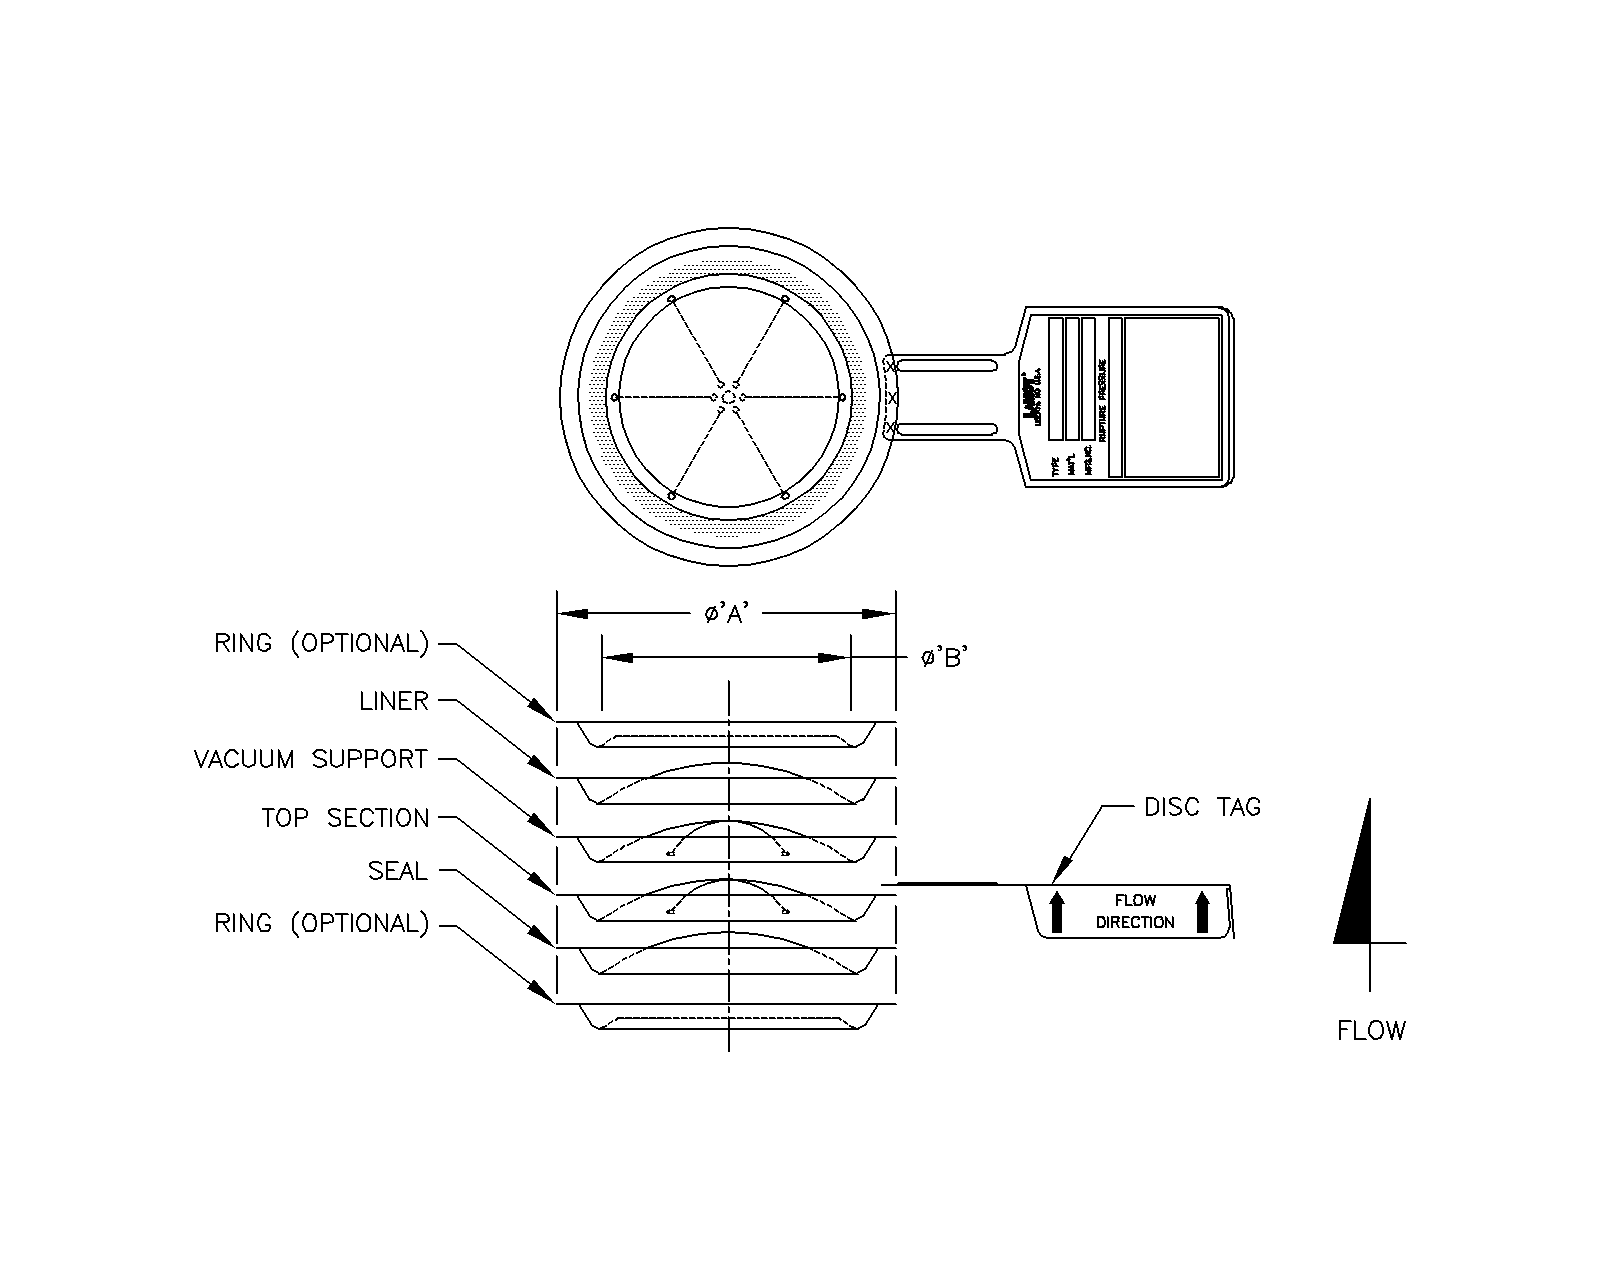 TYPE
MAT'L
MFG.NO.
RUPTURE PRESSURE
ø'A'
ø'B'
RING (OPTIONAL)
LINER
VACUUM SUPPORT
TOP SECTION
SEAL
RING (OPTIONAL)
DISC TAG
FLOW
DIRECTION
FLOW